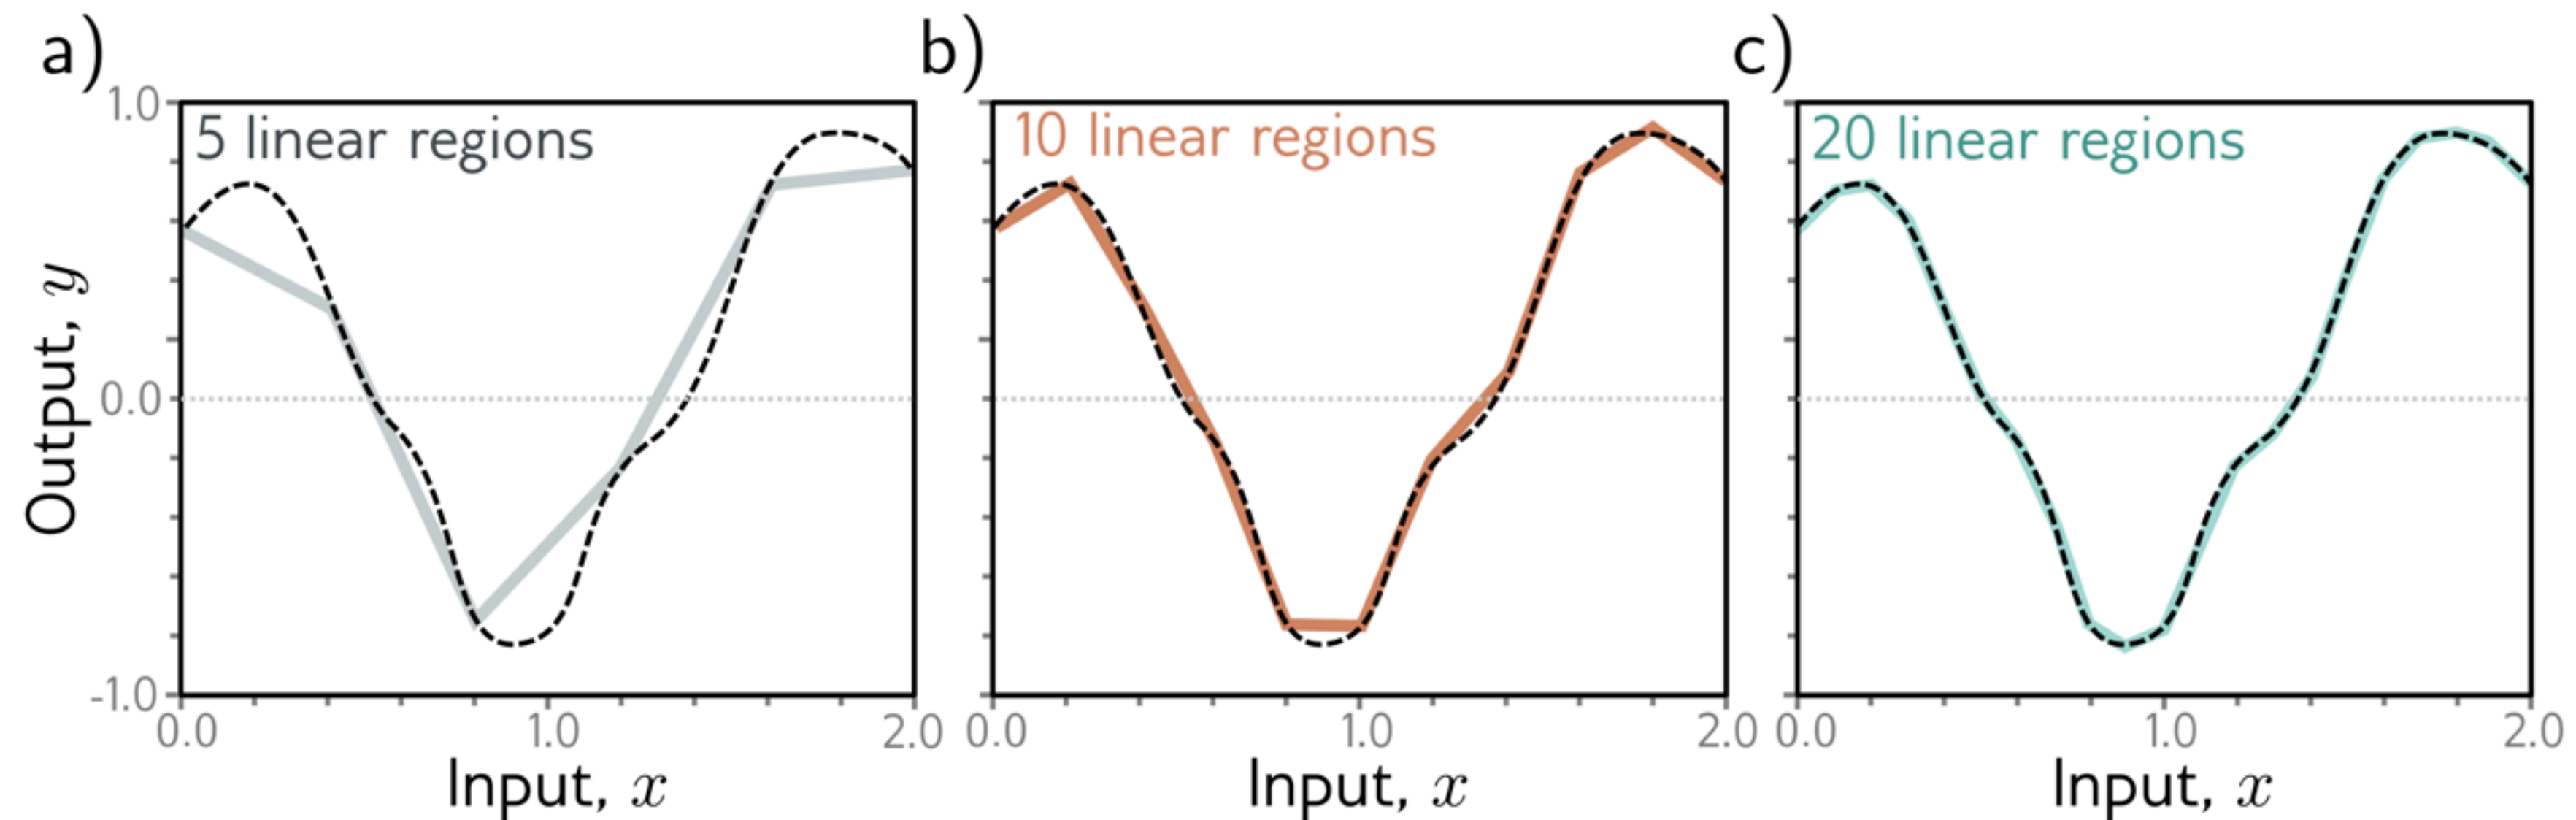 a)
b)
c)
5 linear regions
10 linear regions
20 linear regions
1.0
0.0
-1.0
Output, y
0.0 1.0 2.0
0.0 1.0 2.0
0.0 1.0 2.0
Input, x
Input, x
Input, x